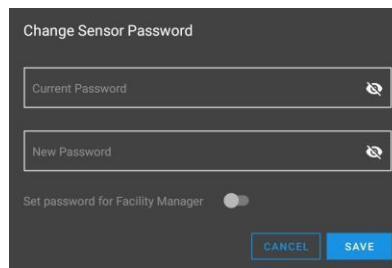 Change Sensor Password
Current Password
New Password
Set password for Facility Manager
CANCEL SAVE